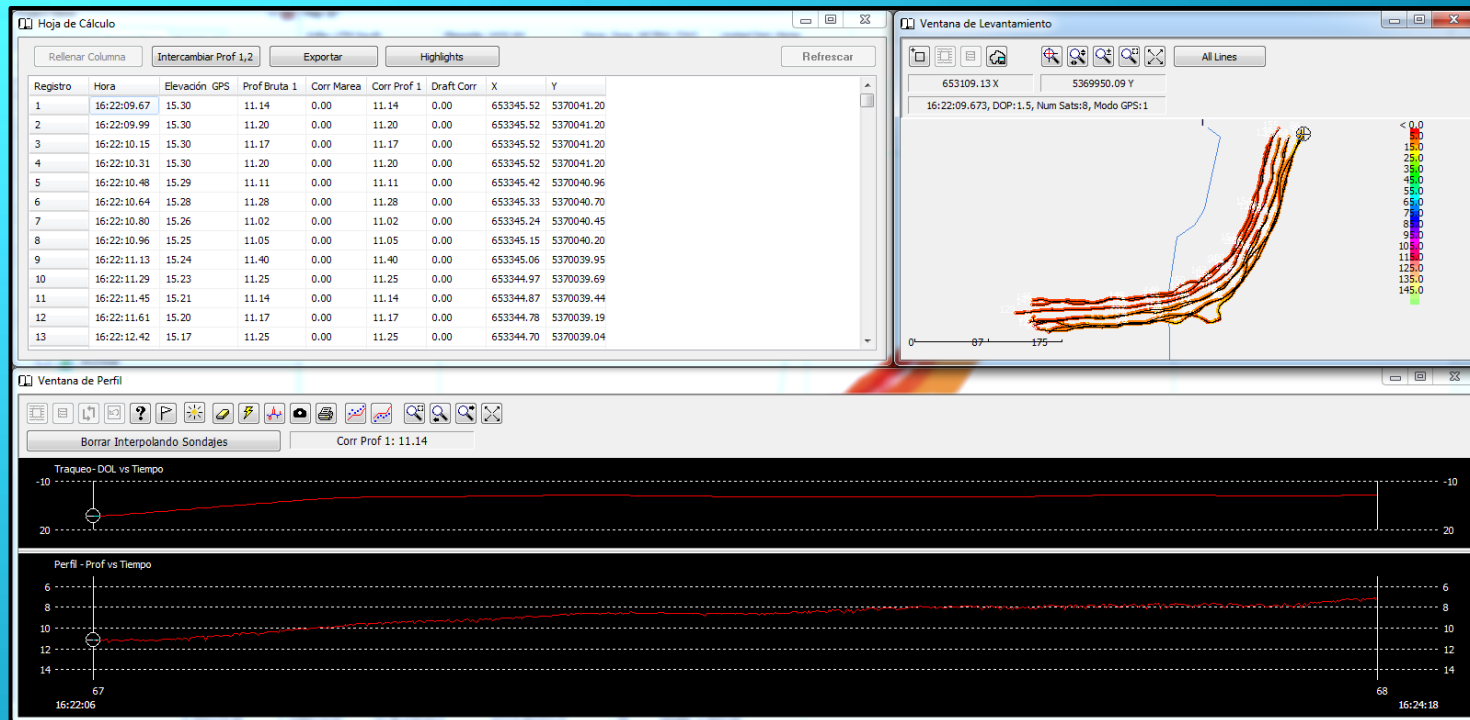 Hoja de Cálculo
Rellenar Columna Intercambiar Prof 1,2 Exportar Highlights Refrescar
Registro Hora Elevación GPS Prof Bruta 1 Corr Marea Corr Prof 1 Draft Corr X Y
1 16:22:09.67 15.30 11.14 0.00 11.14 0.00 653345.52 5370041.20
2 16:22:09.99 15.30 11.20 0.00 11.20 0.00 653345.52 5370041.20
3 16:22:10.15 15.30 11.17 0.00 11.17 0.00 653345.52 5370041.20
4 16:22:10.31 15.30 11.20 0.00 11.20 0.00 653345.52 5370041.20
5 16:22:10.48 15.29 11.11 0.00 11.11 0.00 653345.42 5370040.96
6 16:22:10.64 15.28 11.28 0.00 11.28 0.00 653345.33 5370040.70
7 16:22:10.80 15.26 11.02 0.00 11.02 0.00 653345.24 5370040.45
8 16:22:10.96 15.25 11.05 0.00 11.05 0.00 653345.15 5370040.20
9 16:22:11.13 15.24 11.40 0.00 11.40 0.00 653345.06 5370039.95
10 16:22:11.29 15.23 11.25 0.00 11.25 0.00 653344.97 5370039.69
11 16:22:11.45 15.21 11.14 0.00 11.14 0.00 653344.87 5370039.44
12 16:22:11.61 15.20 11.17 0.00 11.17 0.00 653344.78 5370039.19
13 16:22:12.42 15.17 11.25 0.00 11.25 0.00 653344.70 5370039.04
Ventana de Levantamiento
All Lines
653109.13 X 5369950.09 Y
16:22:09.673, DOP:1.5, Num Sats:8, Modo GPS:1
< 0.0
5.0
15.0
25.0
35.0
45.0
55.0
65.0
75.0
85.0
95.0
105.0
115.0
125.0
135.0
145.0
0' 87' 175'
Ventana de Perfil
Borrar Interpolando Sondajes Corr Prof 1: 11.14
Traqueo- DOL vs Tiempo
-10 -10
20 20
Perfil - Prof vs Tiempo
6 6
8 8
10 10
12 12
14 14
67 68
16:22:06 16:24:18